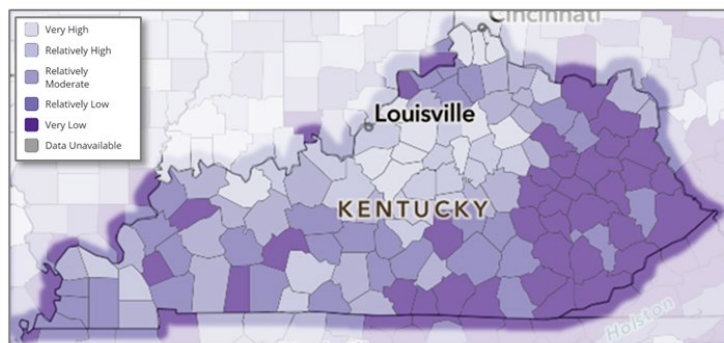 Cincinnati
Very High
Relatively High
Relatively
Moderate
Relatively Low
Very Low
Data Unavailable
Louisville
KENTUCKY
Holston